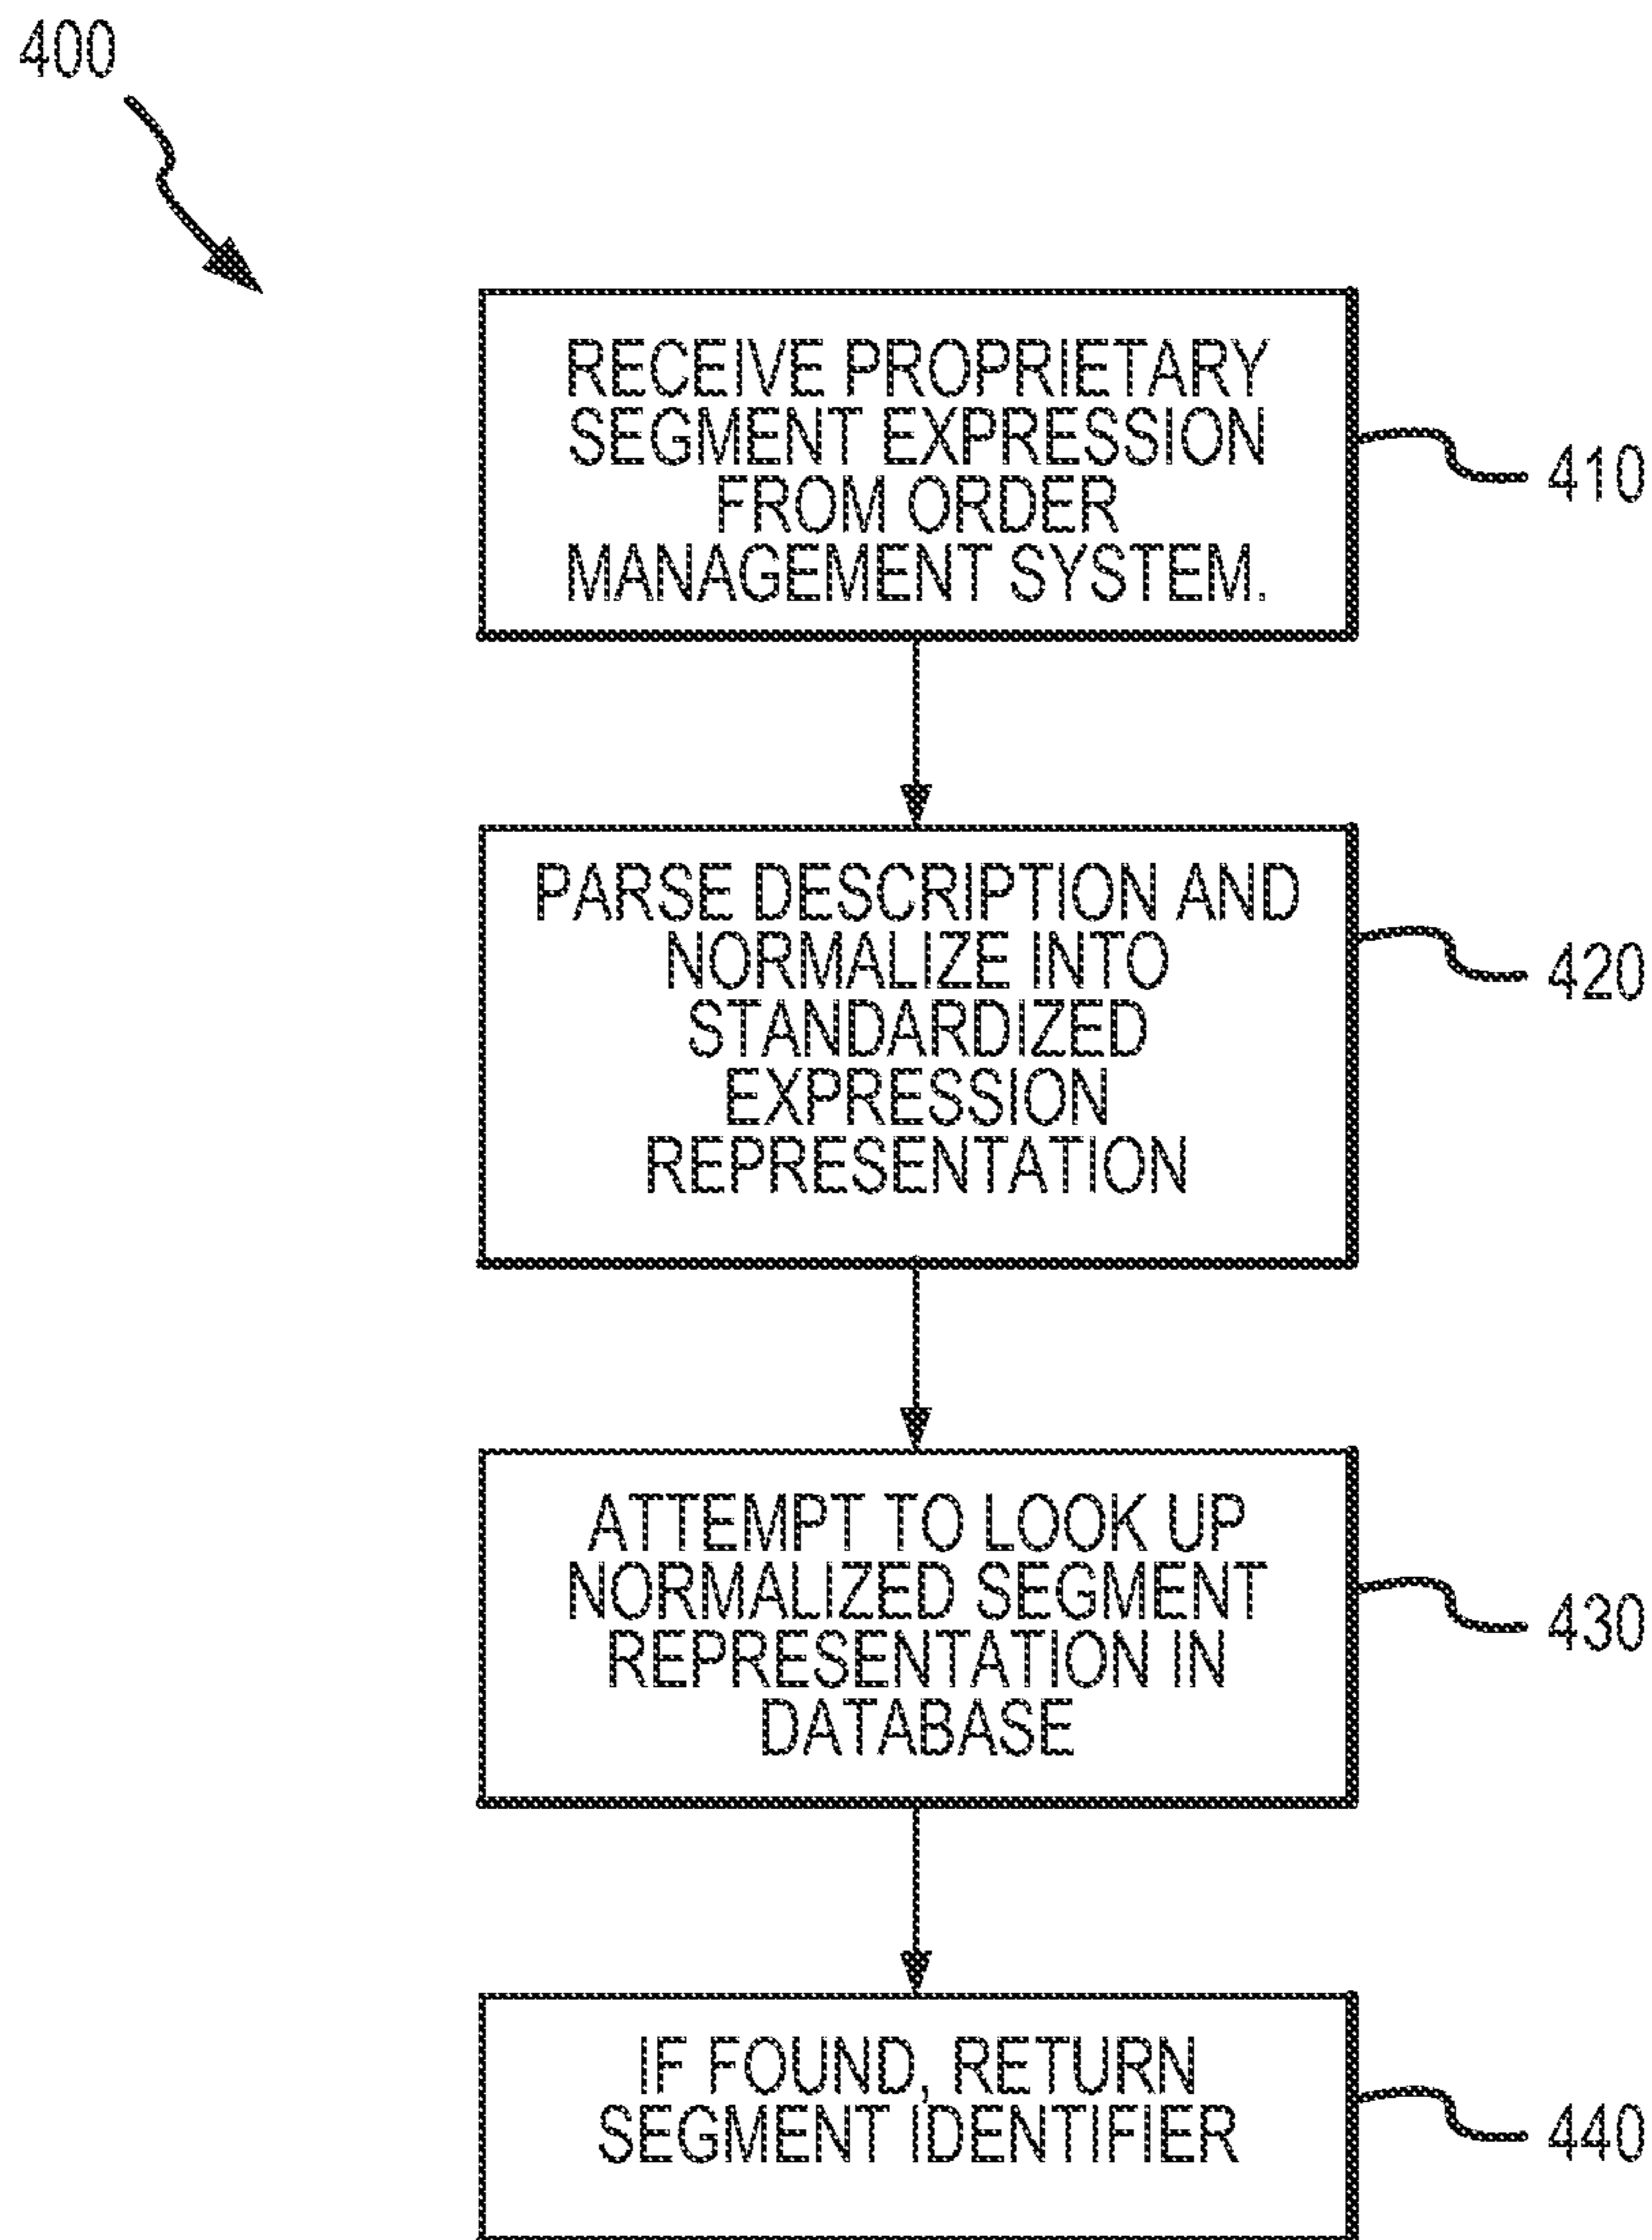 400
RECEIVE PROPRIETARY
SEGMENT EXPRESSION
FROM ORDER
MANAGEMENT SYSTEM.
410
PARSE DESCRIPTION AND
NORMALIZE INTO
STANDARDIZED
EXPRESSION
REPRESENTATION
420
ATTEMPT TO LOOK UP
NORMALIZED SEGMENT
REPRESENTATION IN
DATABASE
430
IF FOUND, RETURN
SEGMENT IDENTIFIER
440